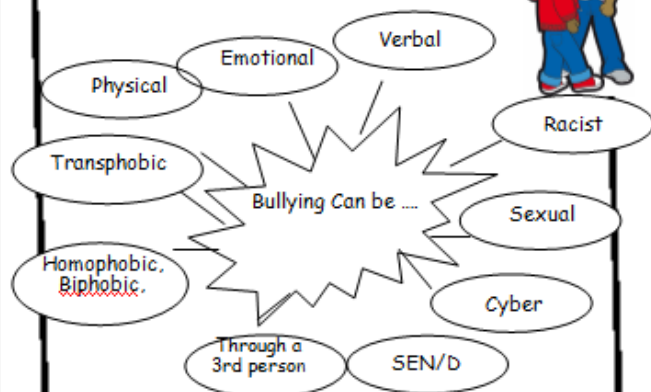 Verbal
Emotional
Physical
Racist
Transphobic
Bullying Can be ....
Sexual
Homophobic,
Biphobic,
Cyber
Through a
3rd person
SEN/D